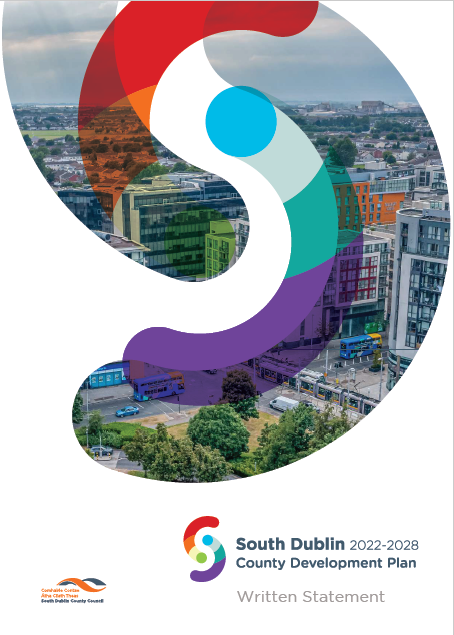 South Dublin 2022-2028
County Development Plan
Written Statement
Comhairle Contae
Átha Cliath Theas
South Dublin County Council